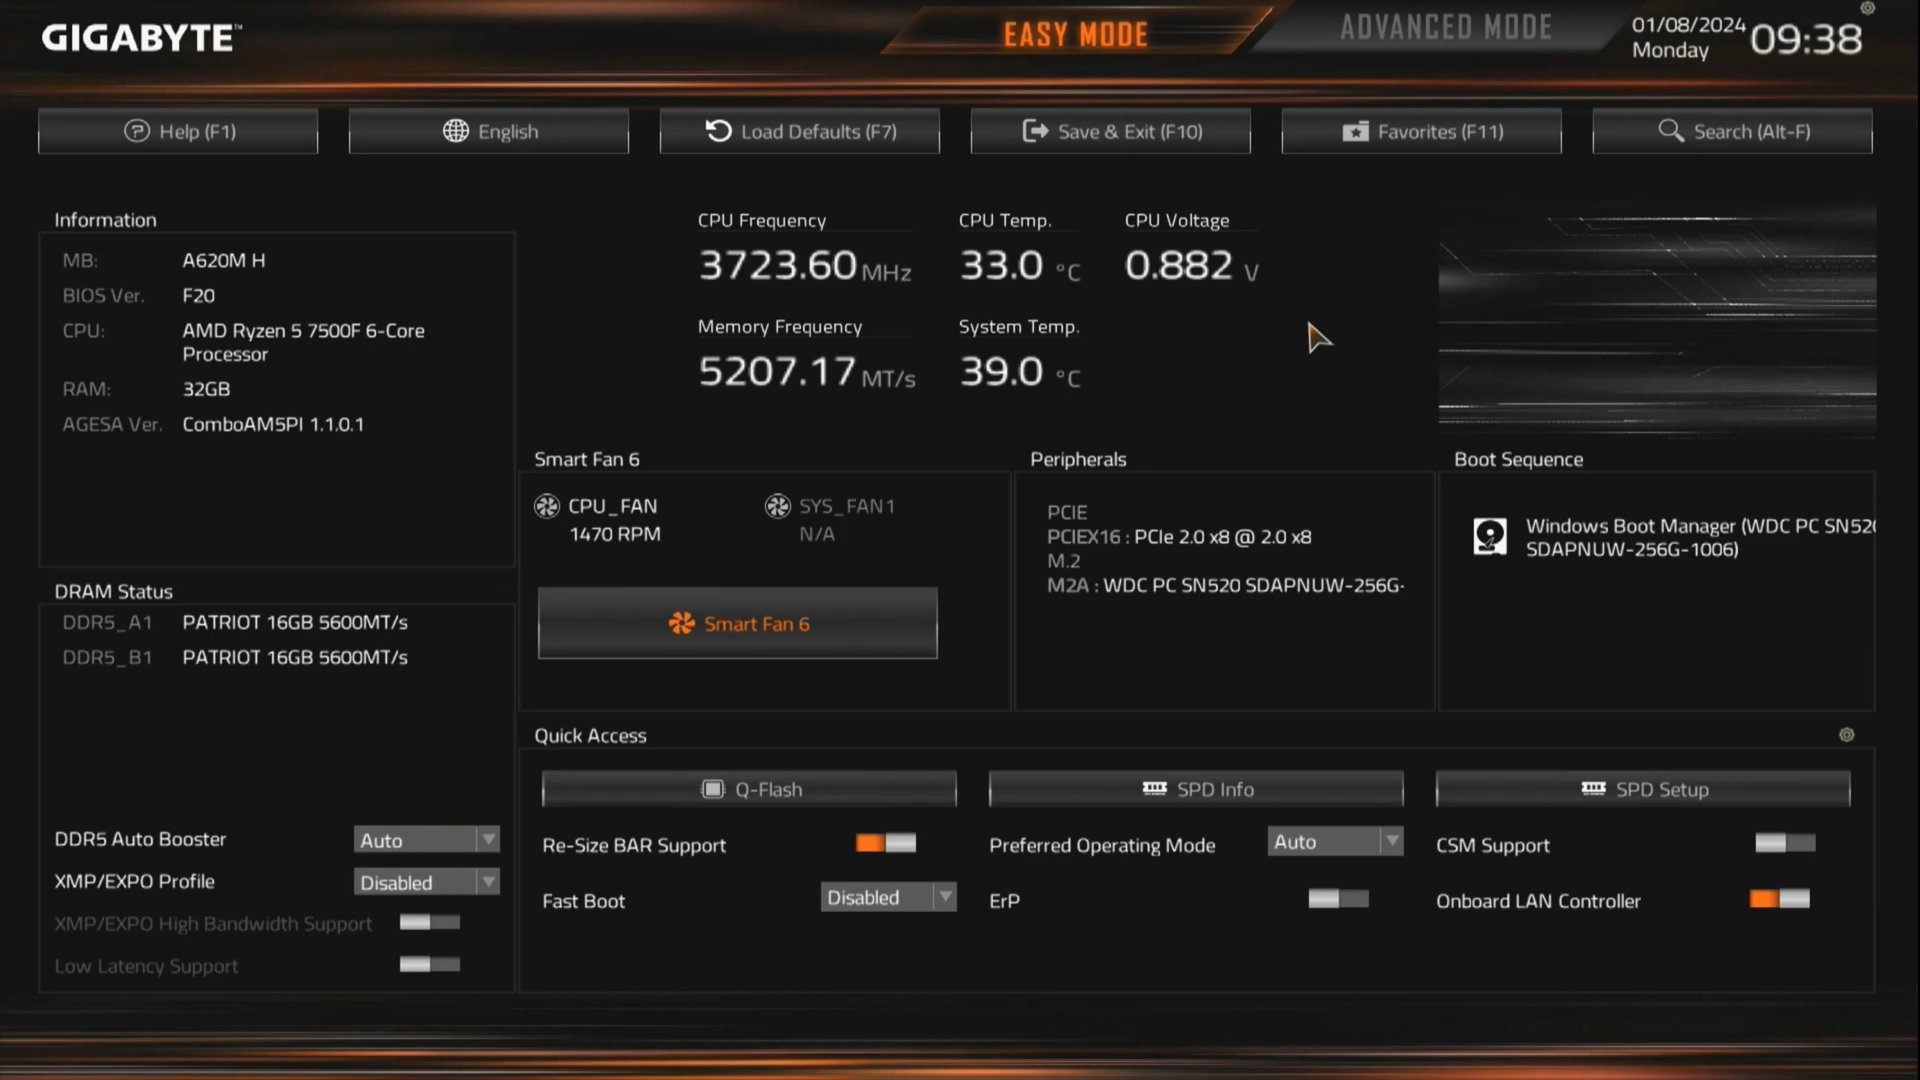 GIGABYTE™
EASY MODE
ADVANCED MODE
01/08/2024
Monday
09:38
Help (F1)
English
Load Defaults (F7)
Save & Exit (F10)
Favorites (F11)
Search (Alt-F)
Information
MB: A620M H
BIOS Ver. F20
CPU: AMD Ryzen 5 7500F 6-Core
Processor
RAM: 32GB
AGESA Ver. ComboAM5PI 1.1.0.1
CPU Frequency
3723.60 MHz
CPU Temp.
33.0 °C
CPU Voltage
0.882 V
Memory Frequency
5207.17 MT/s
System Temp.
39.0 °C
DRAM Status
DDR5_A1 PATRIOT 16GB 5600MT/s
DDR5_B1 PATRIOT 16GB 5600MT/s
DDR5 Auto Booster Auto
XMP/EXPO Profile Disabled
XMP/EXPO High Bandwidth Support
Low Latency Support
Smart Fan 6
CPU_FAN
1470 RPM
SYS_FAN1
N/A
Smart Fan 6
Peripherals
PCIE
PCIEX16 : PCIe 2.0 x8 @ 2.0 x8
M.2
M2A : WDC PC SN520 SDAPNUW-256G-
Boot Sequence
Windows Boot Manager (WDC PC SN520
SDAPNUW-256G-1006)
Quick Access
Q-Flash
SPD Info
SPD Setup
Re-Size BAR Support
Preferred Operating Mode Auto
CSM Support
Fast Boot Disabled
ErP
Onboard LAN Controller